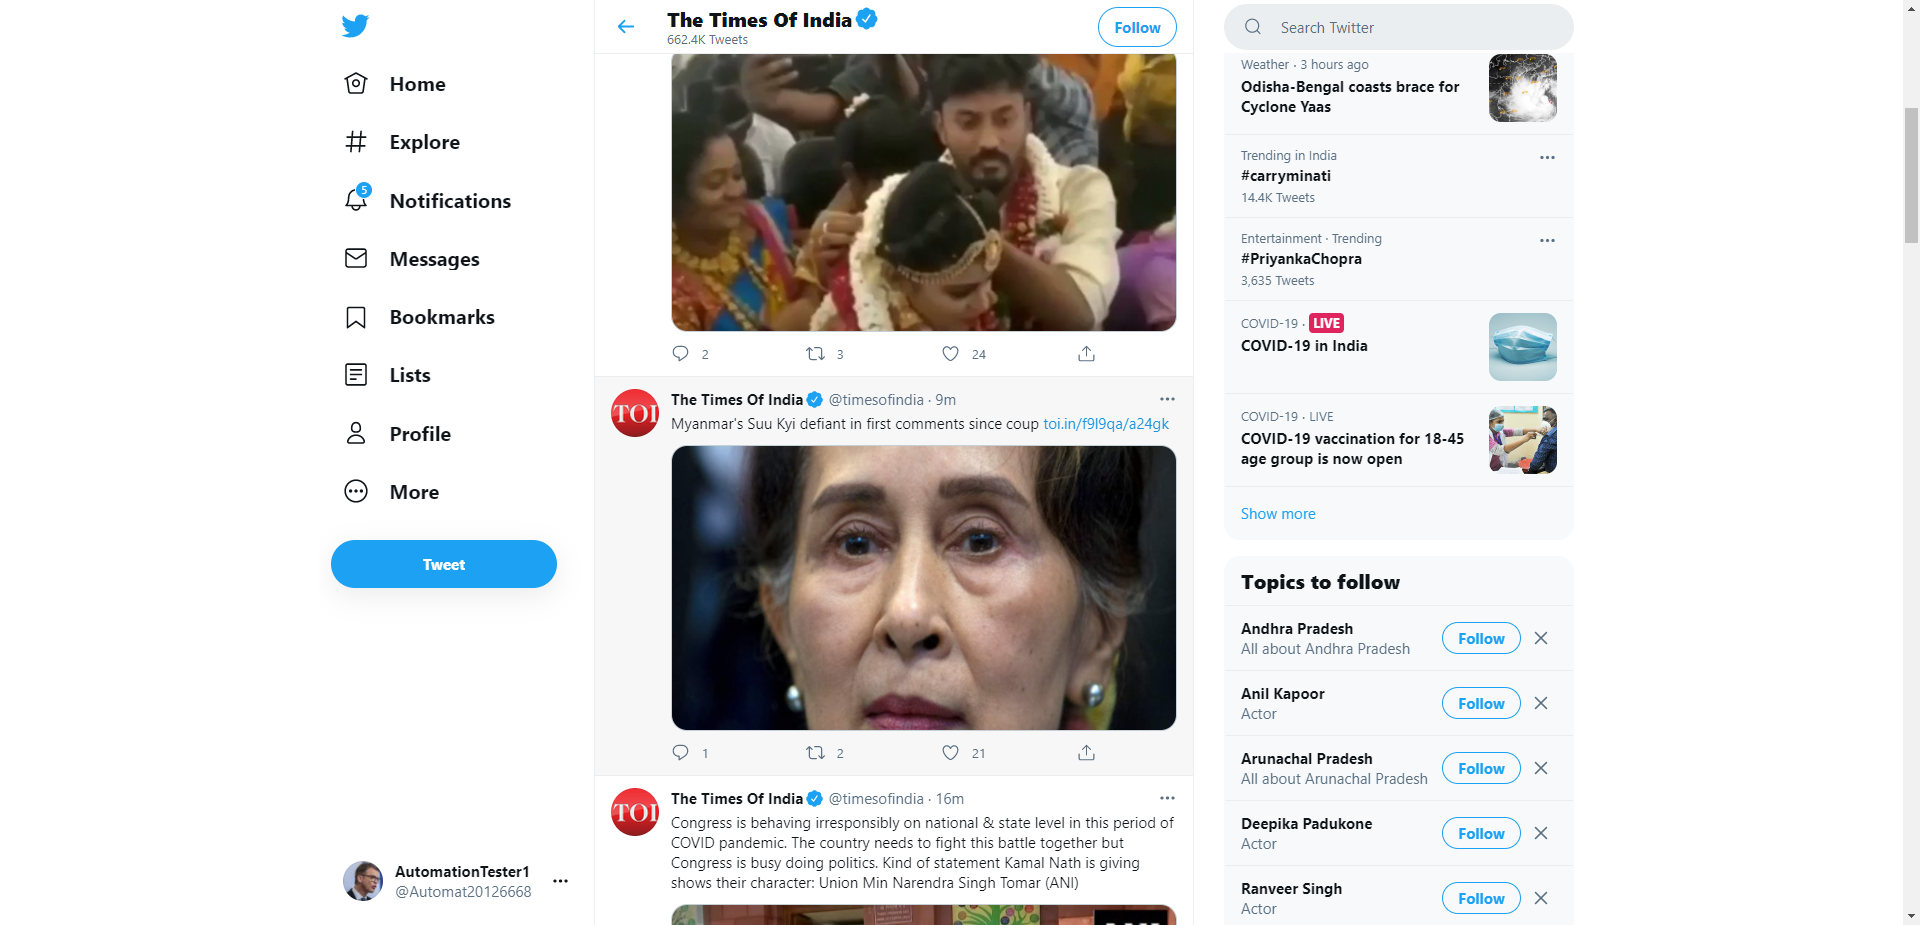 Home
Explore
5
Notifications
Messages
Bookmarks
Lists
Profile
More
Tweet
AutomationTester1
@Automat20126668
The Times Of India
662.4K Tweets
Follow
2
3
24
TOI
The Times Of India @timesofindia · 9m
Myanmar's Suu Kyi defiant in first comments since coup toi.in/f9I9qa/a24gk
1
2
21
TOI
The Times Of India @timesofindia · 16m
Congress is behaving irresponsibly on national & state level in this period of
COVID pandemic. The country needs to fight this battle together but
Congress is busy doing politics. Kind of statement Kamal Nath is giving
shows their character: Union Min Narendra Singh Tomar (ANI)
Search Twitter
Weather · 3 hours ago
Odisha-Bengal coasts brace for
Cyclone Yaas
Trending in India
#carryminati
14.4K Tweets
Entertainment · Trending
#PriyankaChopra
3,635 Tweets
COVID-19 · LIVE
COVID-19 in India
COVID-19 · LIVE
COVID-19 vaccination for 18-45
age group is now open
Show more
Topics to follow
Andhra Pradesh
All about Andhra Pradesh
Follow
Anil Kapoor
Actor
Follow
Arunachal Pradesh
All about Arunachal Pradesh
Follow
Deepika Padukone
Actor
Follow
Ranveer Singh
Actor
Follow